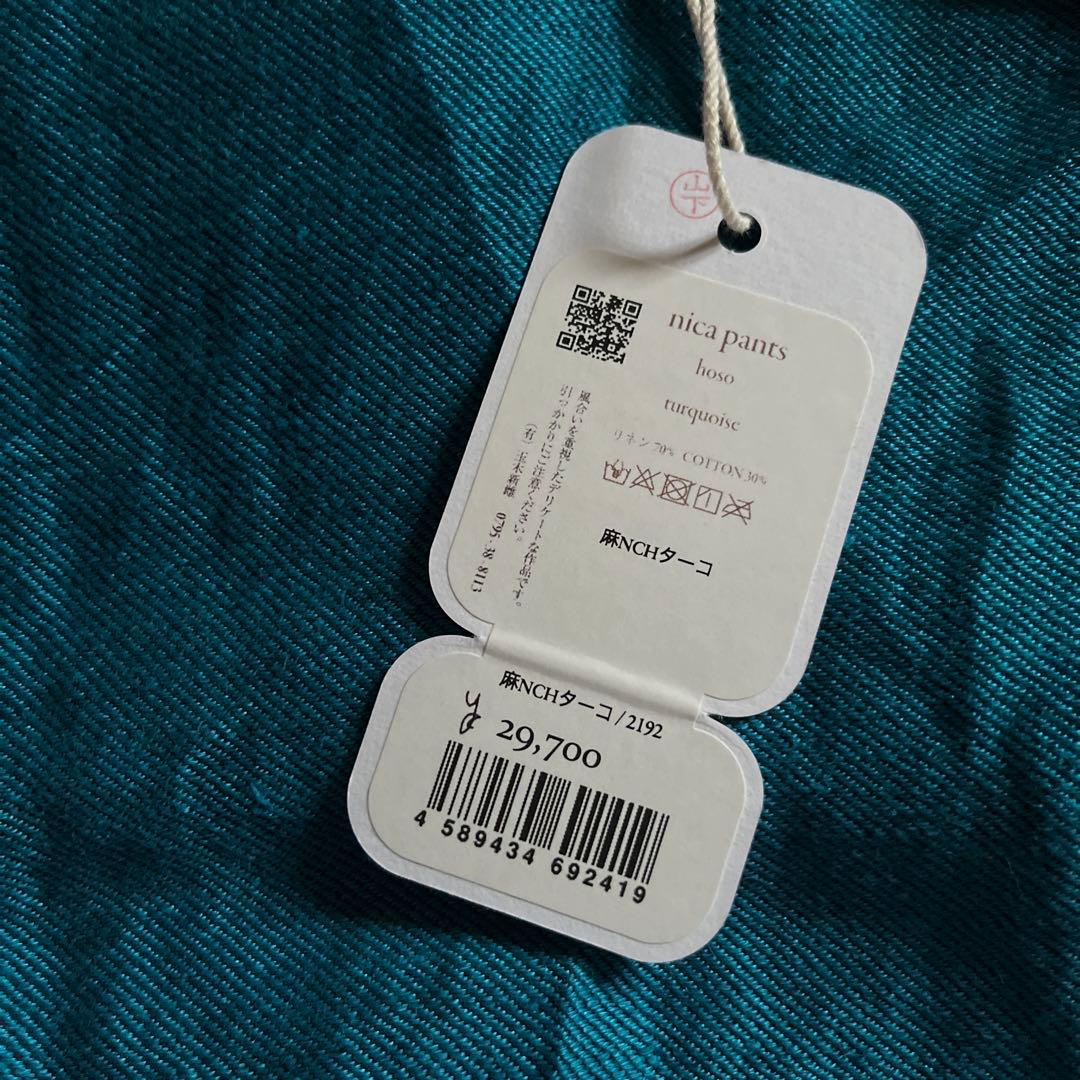 山下
nica pants
hoso
turquoise
リネン70% COTTON30%
風合いを重視したデリケートな作品です。
引っかかりにご注意ください。
(有)玉木新雌 0795.38 8113
麻NCHターコ
麻NCHターコ/2192
29,700
4 589434 692419